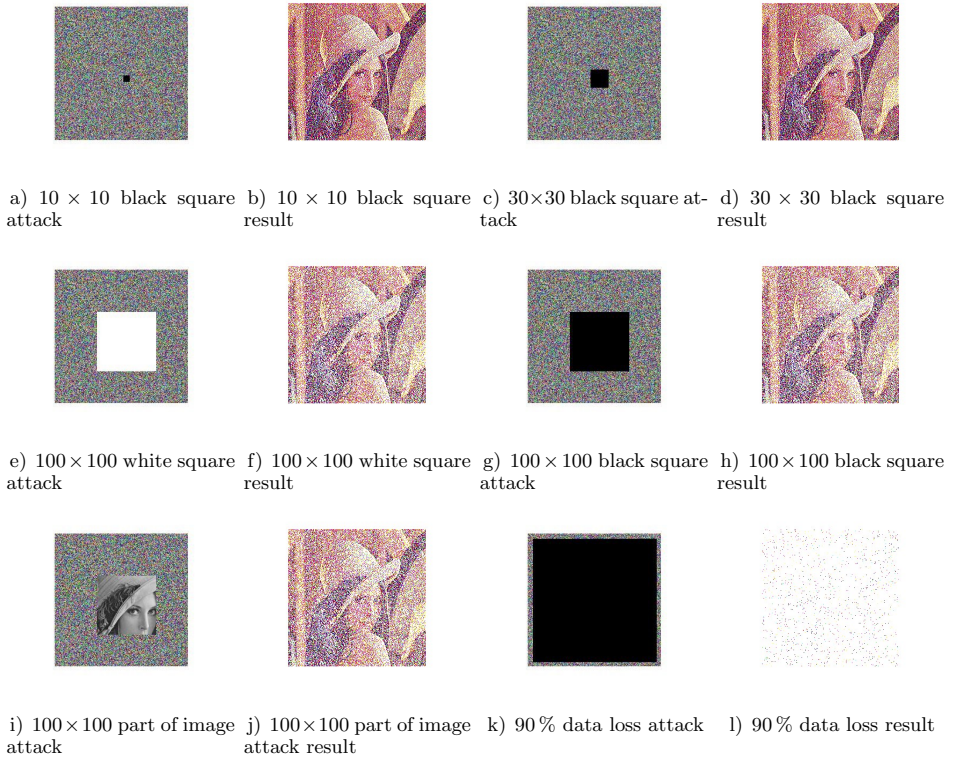 a) 10 × 10 black square attack
b) 10 × 10 black square result
c) 30×30 black square at-
tack
d) 30 × 30 black square result
e) 100×100 white square attack
f) 100×100 white square result
g) 100×100 black square attack
h) 100×100 black square result
i) 100×100 part of image attack
j) 100×100 part of image attack result
k) 90 % data loss attack
l) 90 % data loss result